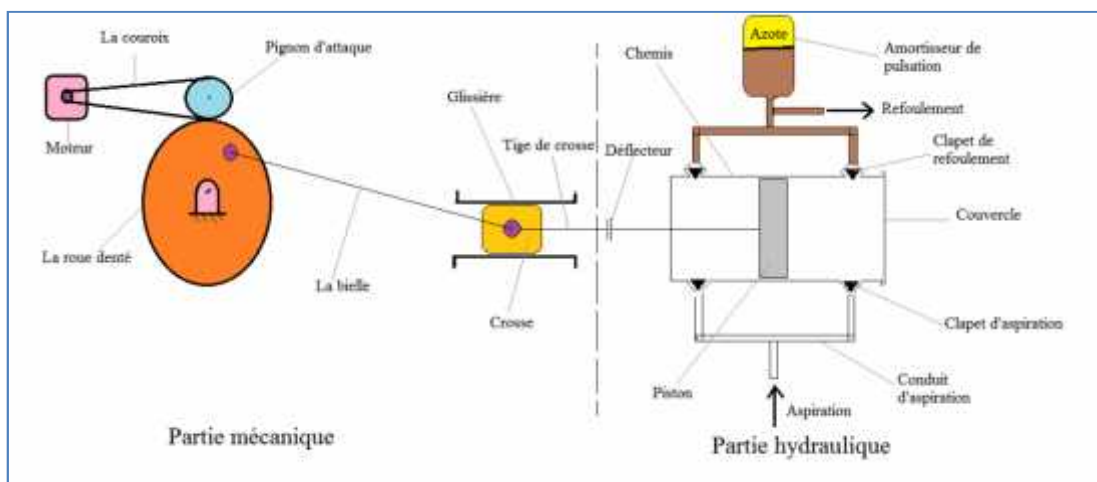 La couroix
Pignon d'attaque
Moteur
La roue denté
La bielle
Glissière
Tige de crosse
Crosse
Partie mécanique
Déflecteur
Chemis
Azote
Amortisseur de
pulsation
Refoulement
Clapet de
refoulement
Couvercle
Clapet d'aspiration
Conduit
d'aspiration
Piston
Aspiration
Partie hydraulique